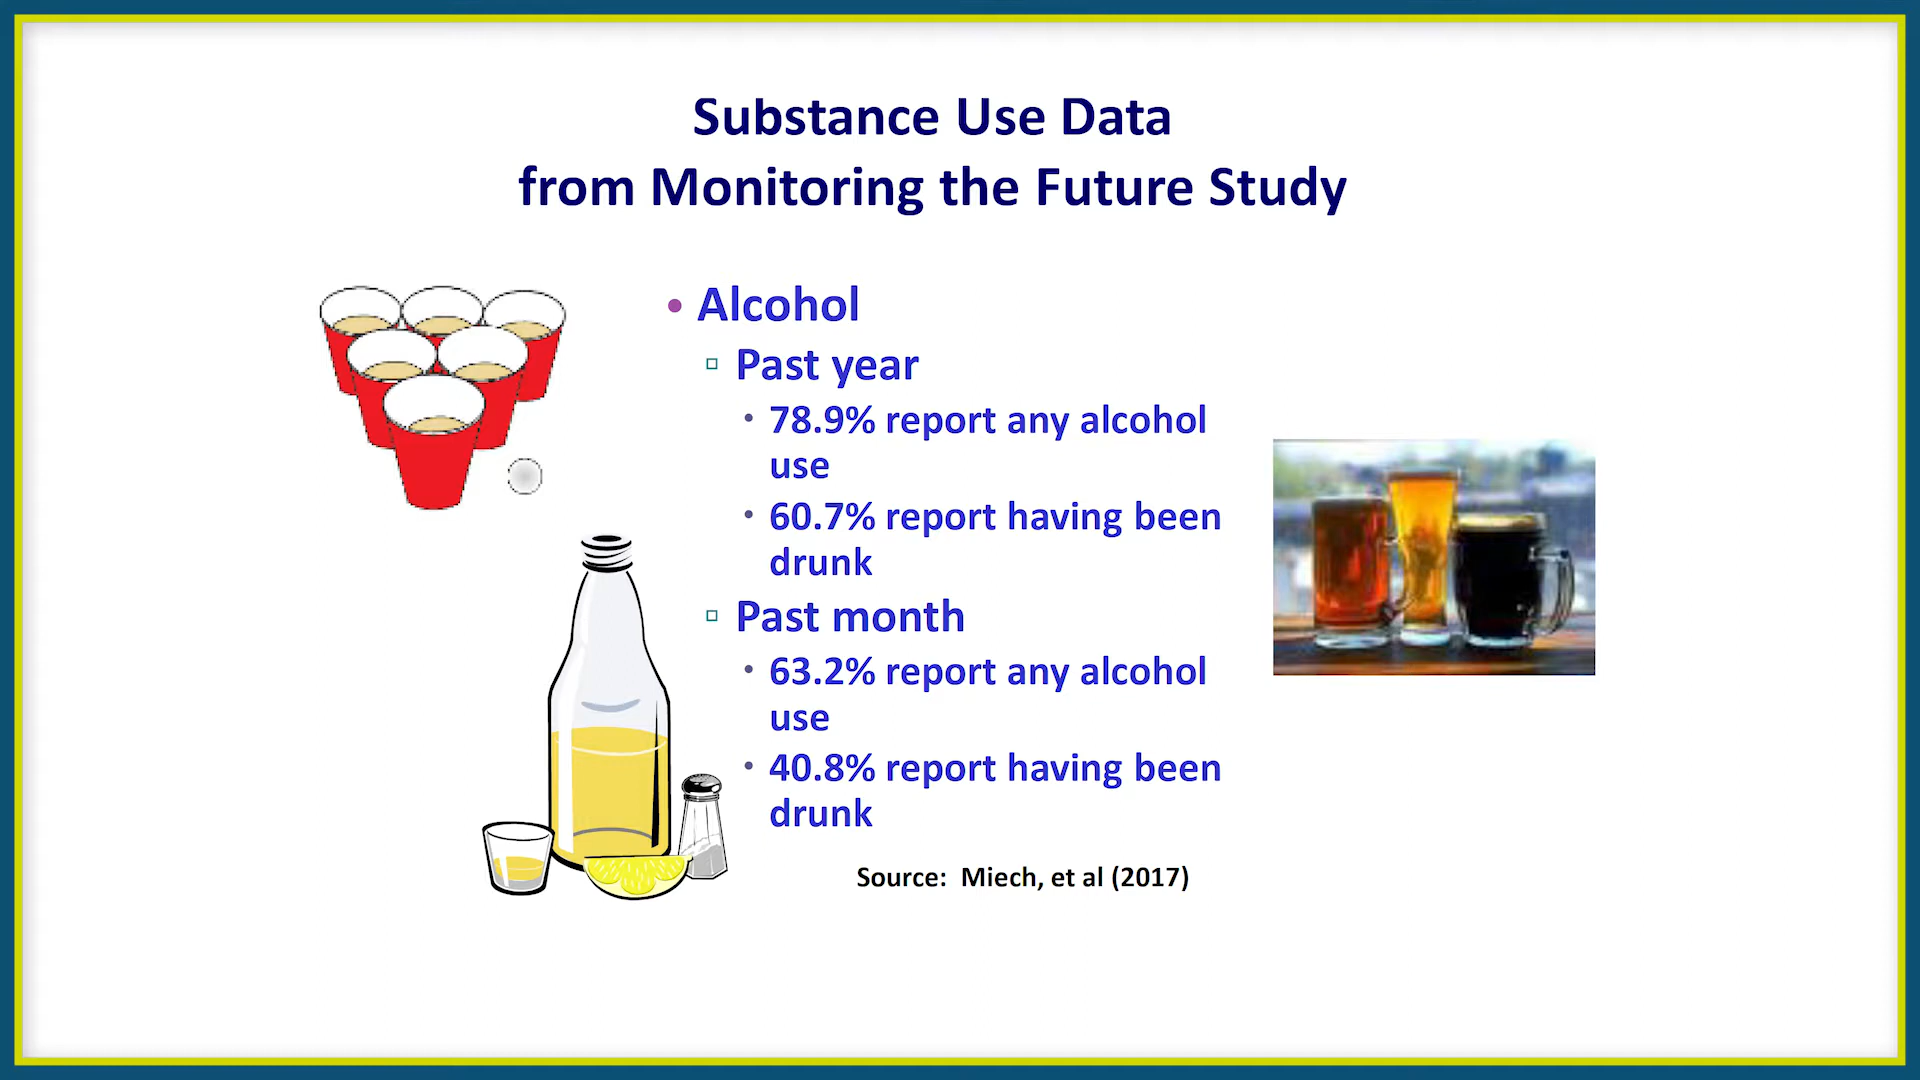 Substance Use Data
from Monitoring the Future Study
• Alcohol
▫ Past year
· 78.9% report any alcohol
use
· 60.7% report having been
drunk
▫ Past month
· 63.2% report any alcohol
use
· 40.8% report having been
drunk
Source: Miech, et al (2017)